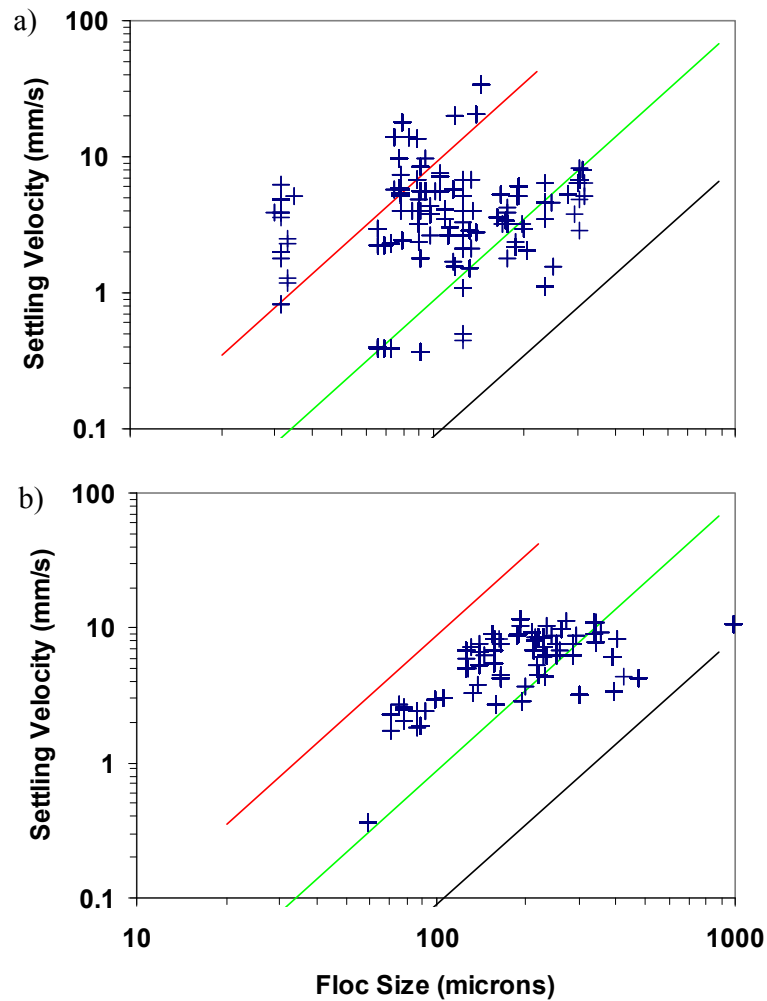 a)
100
10
1
0.1
Settling Velocity (mm/s)
b)
100
10
1
0.1
Settling Velocity (mm/s)
10 100 1000
Floc Size (microns)